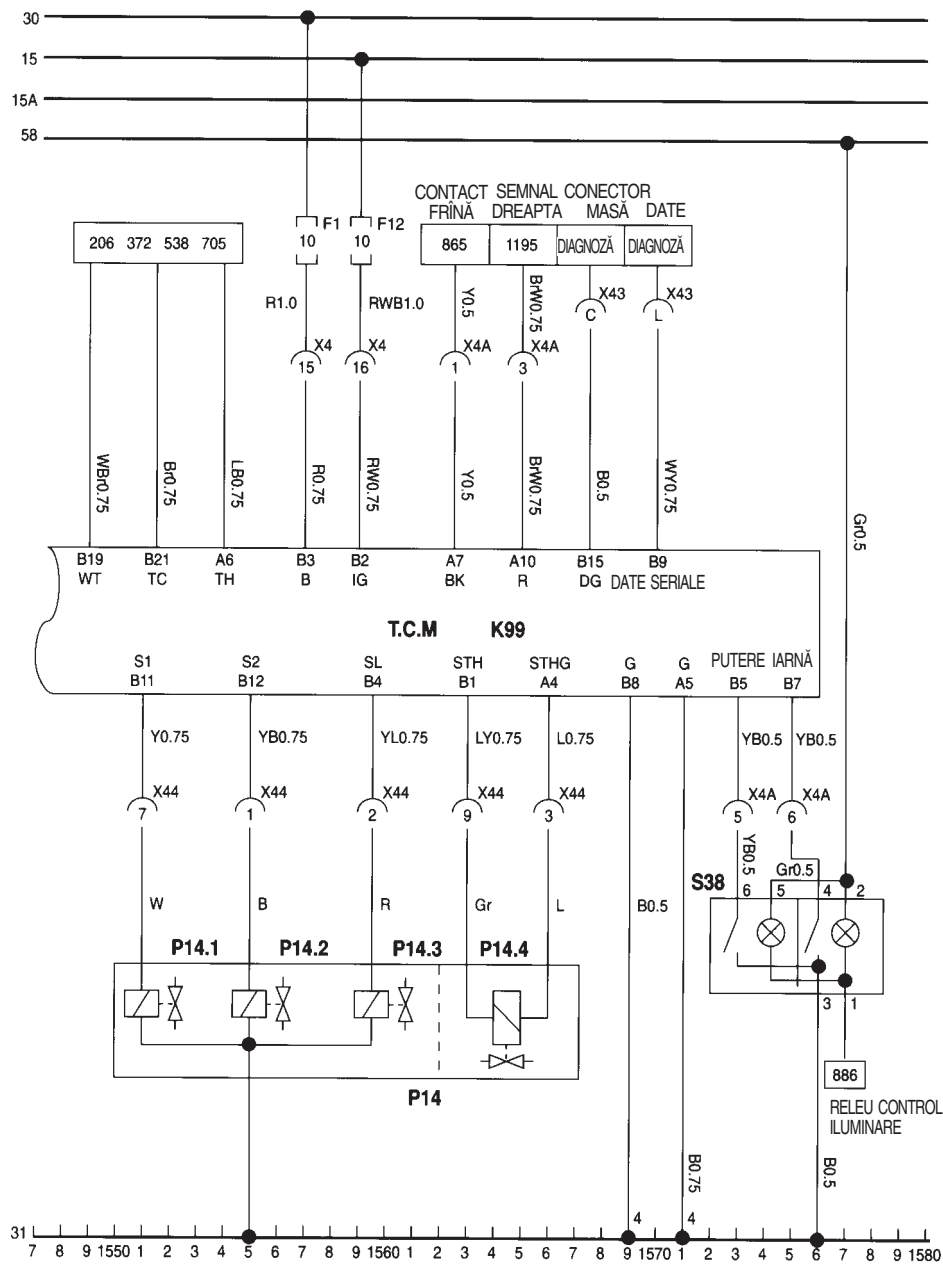 30
15
15A
58
CONTACT SEMNAL CONECTOR
FRÎNĂ DREAPTA MASĂ DATE
206 372 538 705
10 F1 10 F12
865 1195 DIAGNOZĂ DIAGNOZĂ
R1.0 RWB1.0 Y0.5 BrW0.75
X43 X43
C L
X4 X4 X4A X4A
15 16 1 3
WBr0.75 Br0.75 LB0.75 R0.75 RW0.75 Y0.5 BrW0.75 B0.5 WY0.75 Gr0.5
B19 B21 A6 B3 B2 A7 A10 B15 B9
WT TC TH B IG BK R DG DATE SERIALE
T.C.M K99
S1 S2 SL STH STHG G G PUTERE IARNĂ
B11 B12 B4 B1 A4 B8 A5 B5 B7
Y0.75 YB0.75 YL0.75 LY0.75 L0.75 YB0.5 YB0.5
X44 X44 X44 X44 X44 X4A X4A
7 1 2 9 3 5 6
YB0.5 Gr0.5
S38 6 5 4 2
W B R Gr L B0.5
P14.1 P14.2 P14.3 P14.4
3 1
P14
886
RELEU CONTROL
ILUMINARE
B0.75 B0.5
4 4
31
7 8 9 1550 1 2 3 4 5 6 7 8 9 1560 1 2 3 4 5 6 7 8 9 1570 1 2 3 4 5 6 7 8 9 1580